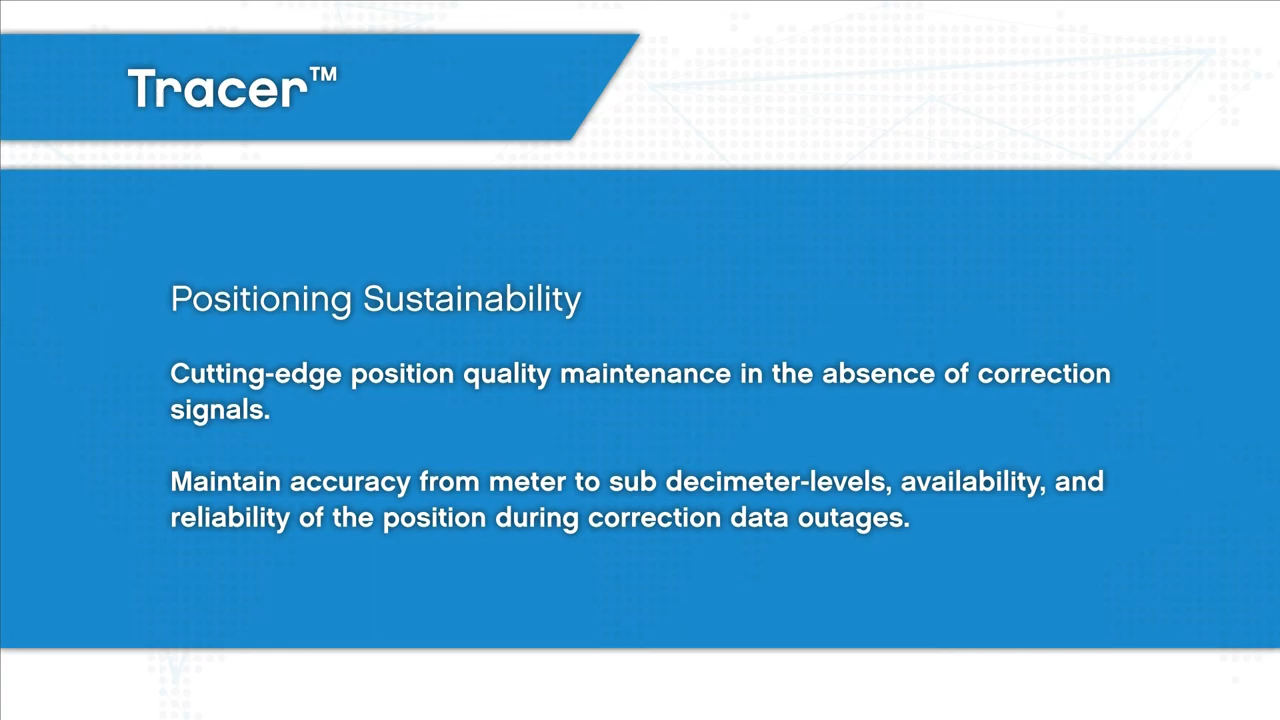 Tracer™
Positioning Sustainability
Cutting-edge position quality maintenance in the absence of correction
signals.
Maintain accuracy from meter to sub decimeter-levels, availability, and
reliability of the position during correction data outages.